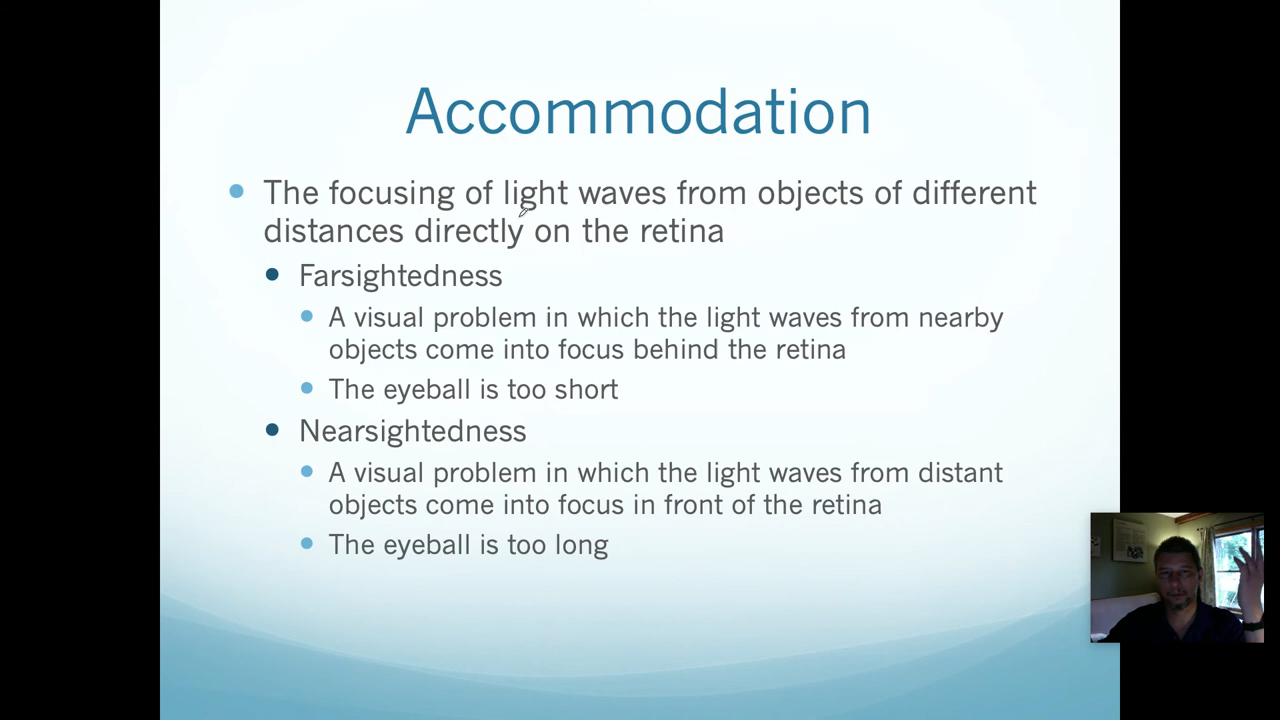 Accommodation
The focusing of light waves from objects of different
distances directly on the retina
Farsightedness
A visual problem in which the light waves from nearby
objects come into focus behind the retina
The eyeball is too short
Nearsightedness
A visual problem in which the light waves from distant
objects come into focus in front of the retina
The eyeball is too long